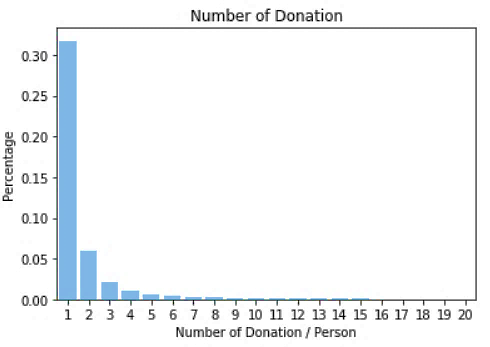 Number of Donation
0.30
0.25
0.20
0.15
0.10
0.05
0.00
Percentage
1 2 3 4 5 6 7 8 9 10 11 12 13 14 15 16 17 18 19 20
Number of Donation / Person